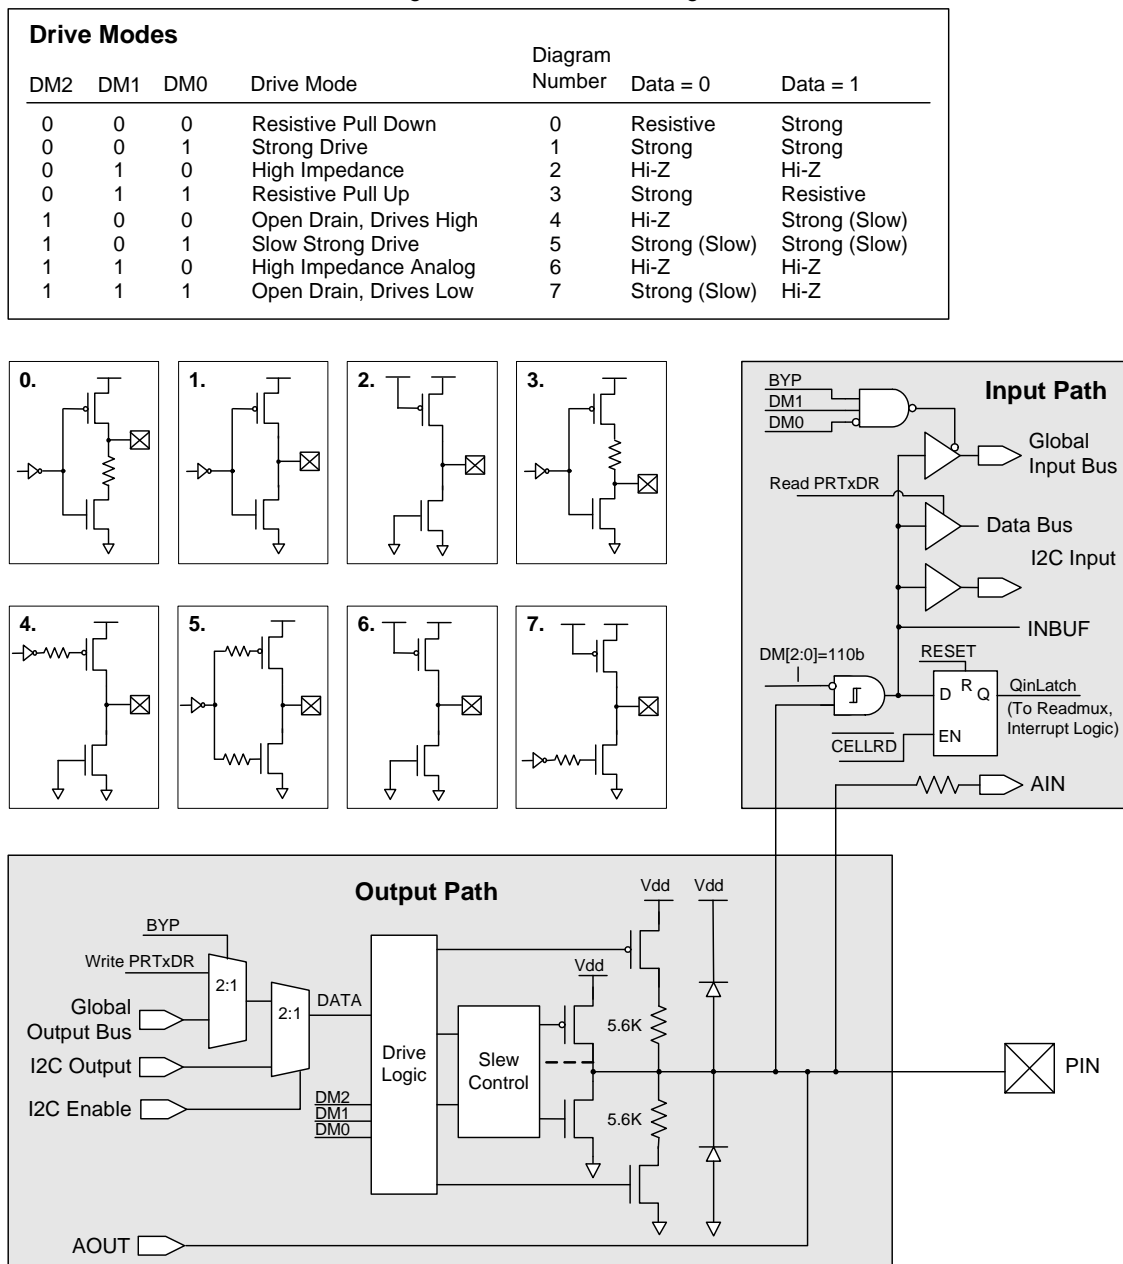 Drive Modes
DM2 DM1 DM0 Drive Mode Diagram Number Data = 0 Data = 1
0 0 0 Resistive Pull Down 0 Resistive Strong
0 0 1 Strong Drive 1 Strong Strong
0 1 0 High Impedance 2 Hi-Z Hi-Z
0 1 1 Resistive Pull Up 3 Strong Resistive
1 0 0 Open Drain, Drives High 4 Hi-Z Strong (Slow)
1 0 1 Slow Strong Drive 5 Strong (Slow) Strong (Slow)
1 1 0 High Impedance Analog 6 Hi-Z Hi-Z
1 1 1 Open Drain, Drives Low 7 Strong (Slow) Hi-Z
0.
1.
2.
3.
4.
5.
6.
7.
Input Path
BYP
DM1
DM0
Global
Input Bus
Read PRTxDR
Data Bus
I2C Input
INBUF
DM[2:0]=110b
RESET
D R Q
EN
QinLatch
(To Readmux,
Interrupt Logic)
CELLRD
AIN
Output Path
BYP
Write PRTxDR
2:1
Global
Output Bus
2:1
DATA
I2C Output
I2C Enable
DM2
DM1
DM0
Drive
Logic
Slew
Control
Vdd
Vdd
Vdd
5.6K
5.6K
PIN
AOUT